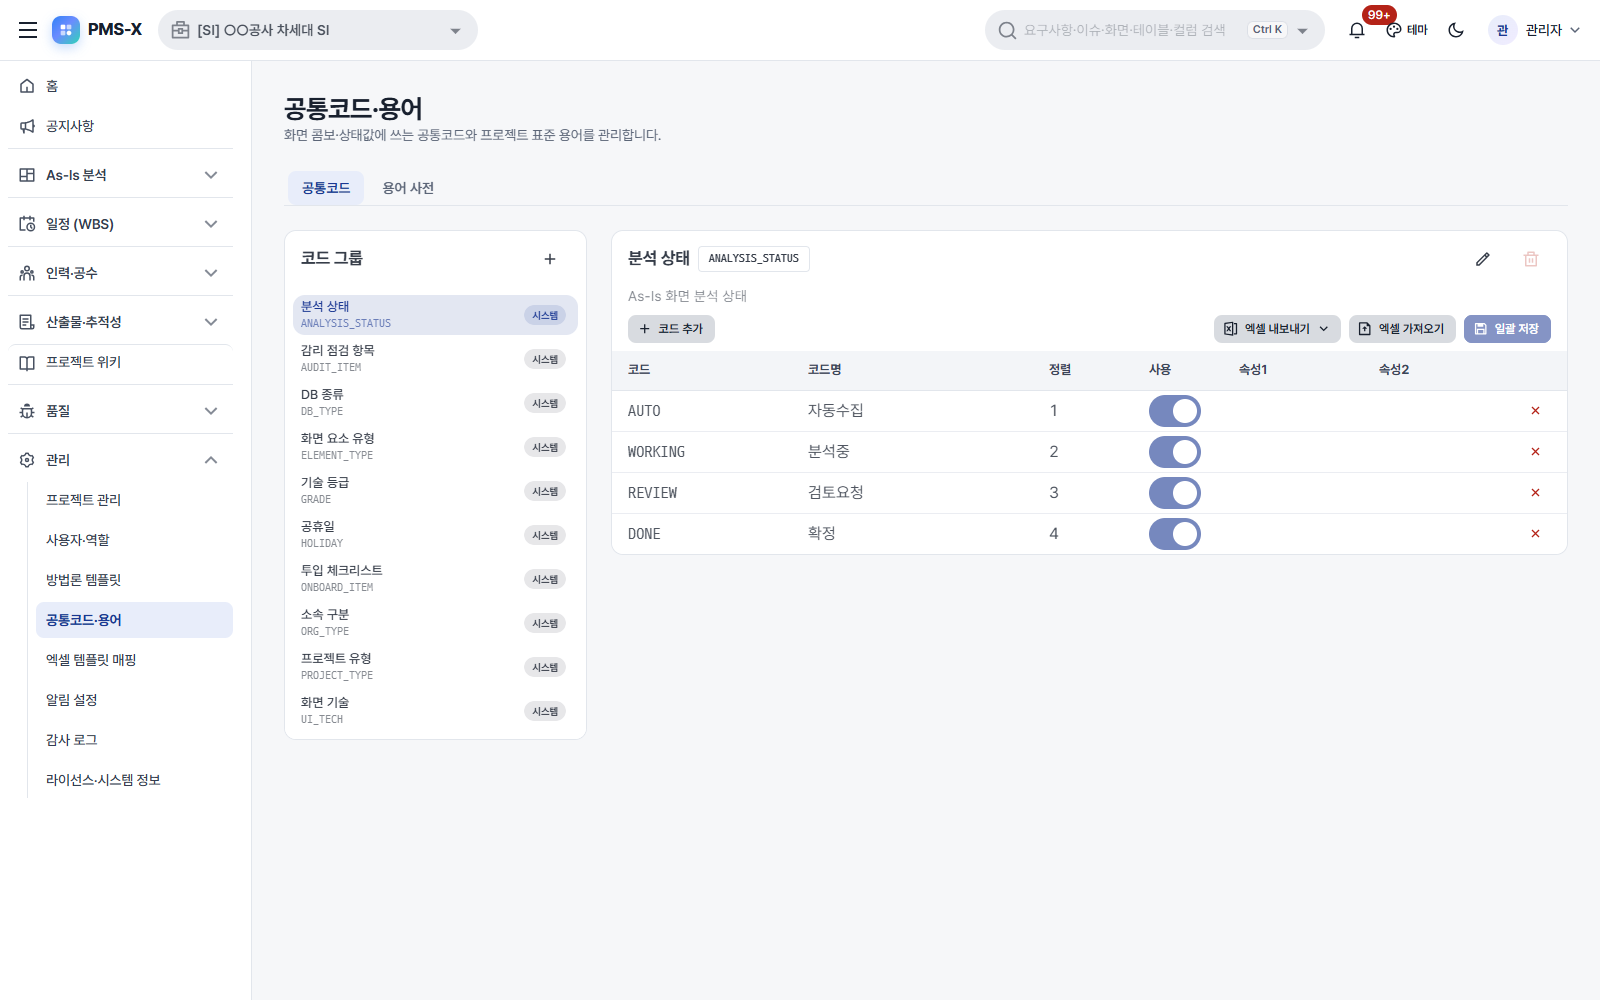 PMS-X
[SI] OO공사 차세대 SI
요구사항·이슈·화면·테이블·컬럼 검색
Ctrl K
99+
테마
관
관리자
홈
공지사항
As-Is 분석
일정 (WBS)
인력·공수
산출물·추적성
프로젝트 위키
품질
관리
프로젝트 관리
사용자·역할
방법론 템플릿
공통코드·용어
엑셀 템플릿 매핑
알림 설정
감사 로그
라이선스·시스템 정보
공통코드·용어
화면 콤보·상태값에 쓰는 공통코드와 프로젝트 표준 용어를 관리합니다.
공통코드
용어 사전
코드 그룹
분석 상태
ANALYSIS_STATUS
시스템
감리 점검 항목
AUDIT_ITEM
시스템
DB 종류
DB_TYPE
시스템
화면 요소 유형
ELEMENT_TYPE
시스템
기술 등급
GRADE
시스템
공휴일
HOLIDAY
시스템
투입 체크리스트
ONBOARD_ITEM
시스템
소속 구분
ORG_TYPE
시스템
프로젝트 유형
PROJECT_TYPE
시스템
화면 기술
UI_TECH
시스템
분석 상태 ANALYSIS_STATUS
As-Is 화면 분석 상태
코드 추가
엑셀 내보내기
엑셀 가져오기
일괄 저장
코드 코드명 정렬 사용 속성1 속성2
AUTO 자동수집 1
WORKING 분석중 2
REVIEW 검토요청 3
DONE 확정 4